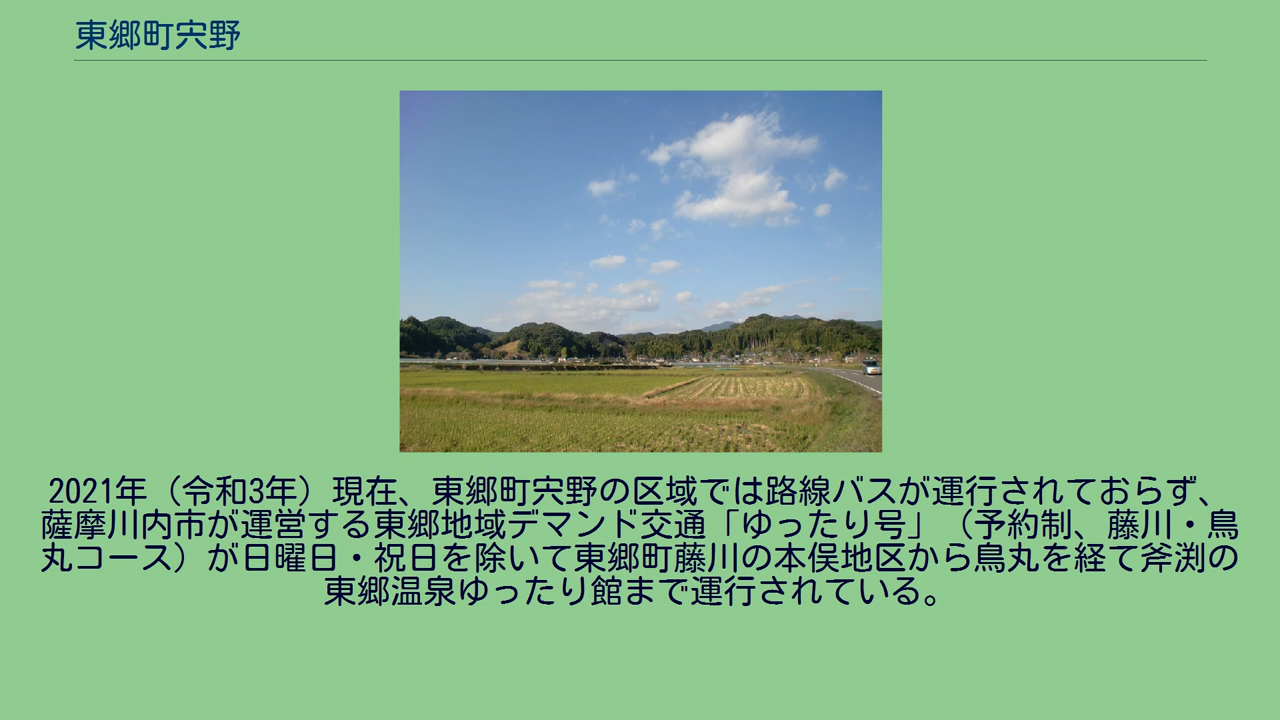 東郷町宍野
2021年（令和3年）現在、東郷町宍野の区域では路線バスが運行されておらず、
薩摩川内市が運営する東郷地域デマンド交通「ゆったり号」（予約制、藤川・鳥
丸コース）が日曜日・祝日を除いて東郷町藤川の本俣地区から鳥丸を経て斧渕の
東郷温泉ゆったり館まで運行されている。